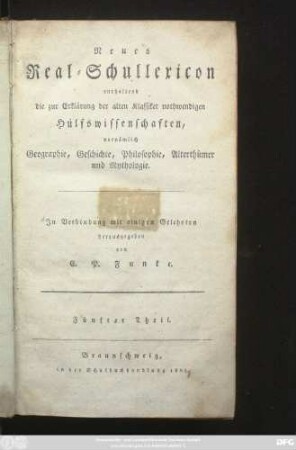 Neues
Real-Schullexicon
enthaltend
die zur Erklärung der alten Klassiker nothwendigen
Hülfswissenschaften,
vornämlich
Geographie, Geschichte, Philosophie, Alterthümer
und Mythologie.
In Verbindung mit einigen Gelehrten
herausgegeben
von
C. P. Funke.
Fünfter Theil.
Braunschweig,
in der Schulbuchhandlung
DFG